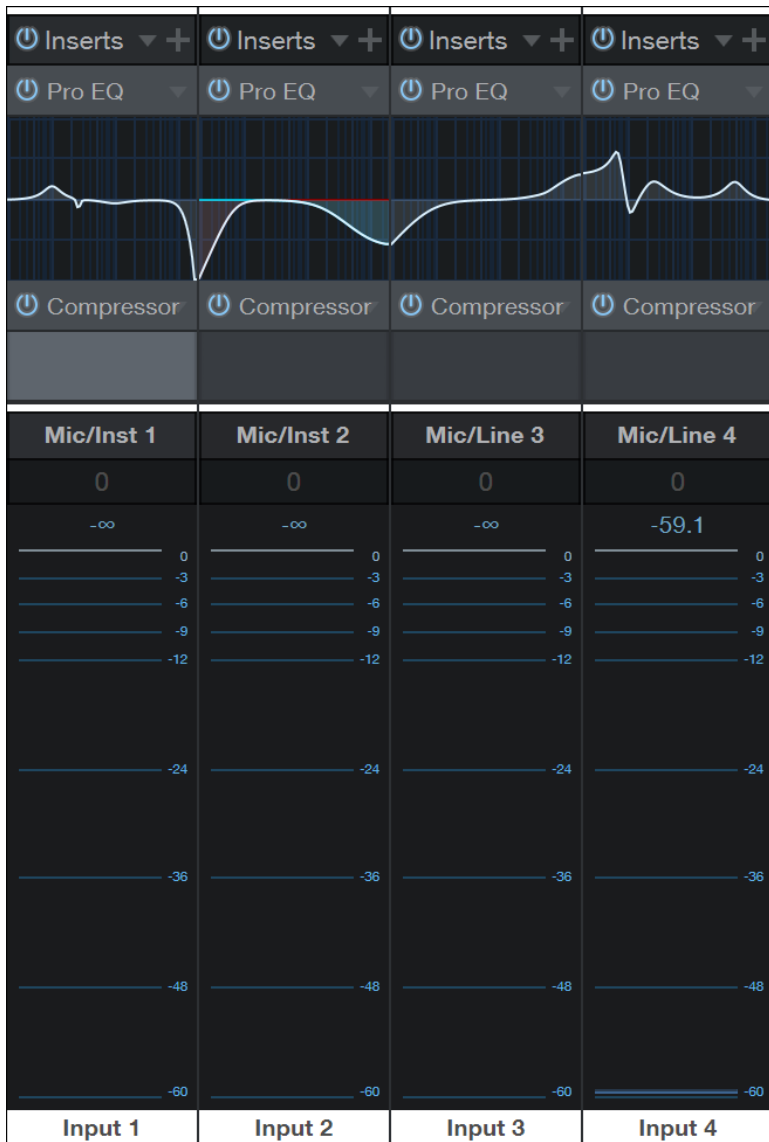 Inserts Inserts Inserts Inserts
Pro EQ Pro EQ Pro EQ Pro EQ
Compressor Compressor Compressor Compressor
Mic/Inst 1 Mic/Inst 2 Mic/Line 3 Mic/Line 4
0 0 0 0
-∞ -∞ -∞ -59.1
0 0 0 0
-3 -3 -3 -3
-6 -6 -6 -6
-9 -9 -9 -9
-12 -12 -12 -12
-24 -24 -24 -24
-36 -36 -36 -36
-48 -48 -48 -48
-60 -60 -60 -60
Input 1 Input 2 Input 3 Input 4